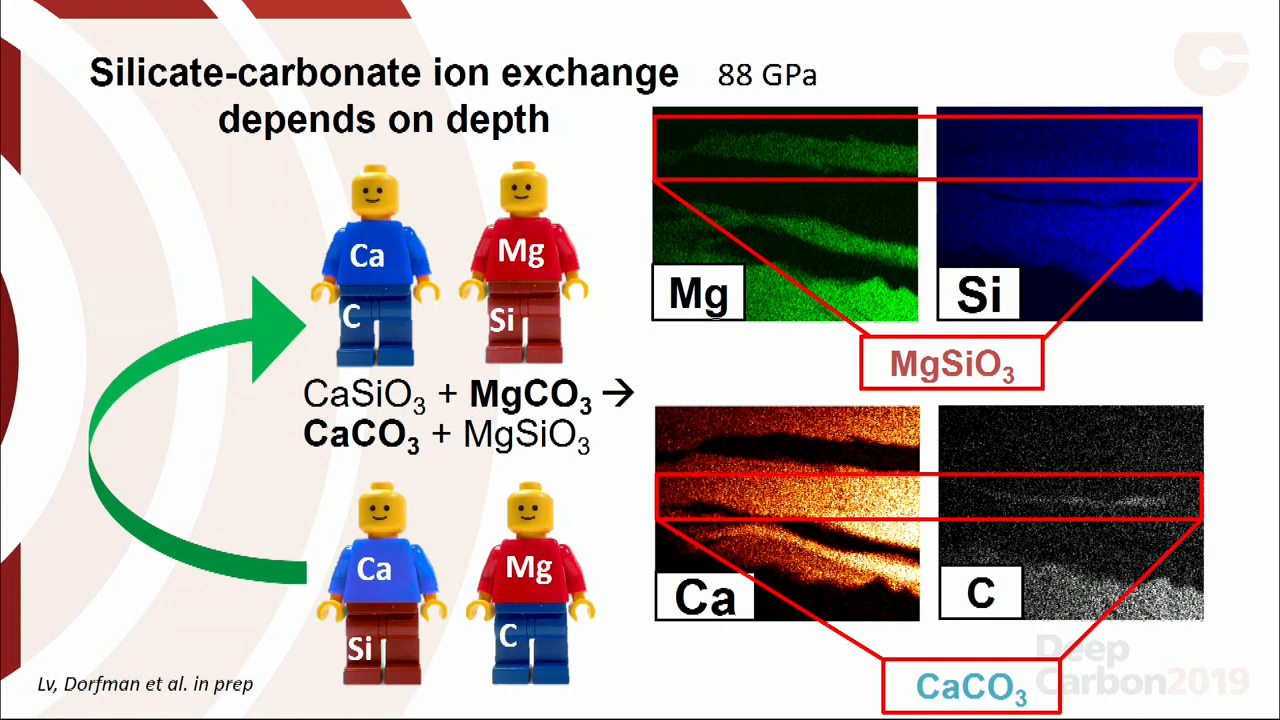 Silicate-carbonate ion exchange
depends on depth
88 GPa
Ca
C
Mg
Si
CaSiO₃ + MgCO₃ →
CaCO₃ + MgSiO₃
Ca
Si
Mg
C
Mg
Si
MgSiO₃
Ca
C
CaCO₃
Lv, Dorfman et al. in prep
Deep
Carbon2019